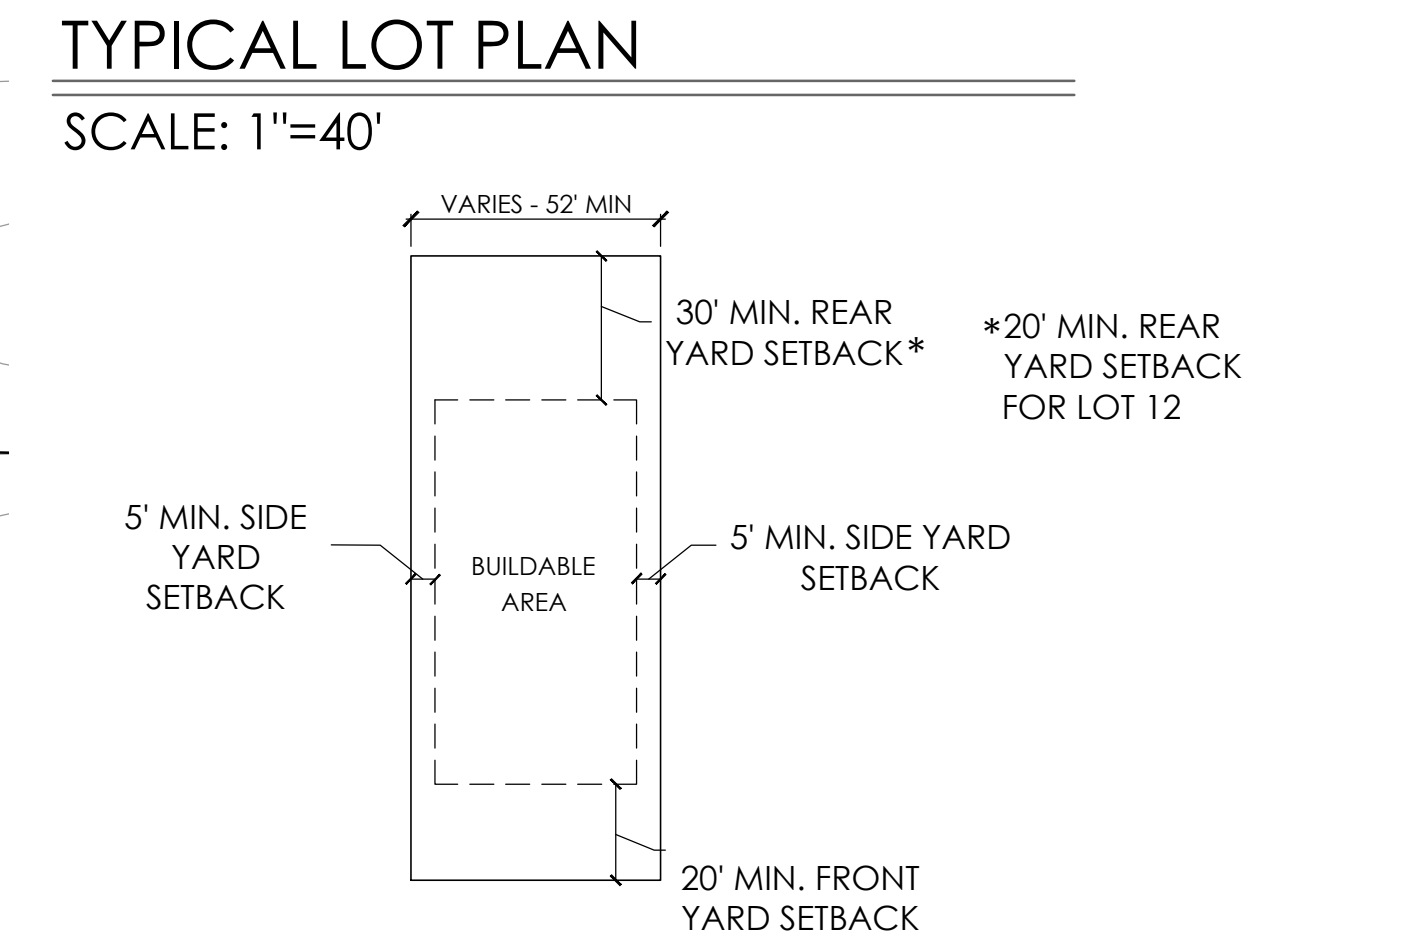 TYPICAL LOT PLAN
SCALE: 1"=40'
VARIES - 52' MIN
30' MIN. REAR
YARD SETBACK*
*20' MIN. REAR
YARD SETBACK
FOR LOT 12
5' MIN. SIDE
YARD
SETBACK
BUILDABLE
AREA
5' MIN. SIDE YARD
SETBACK
20' MIN. FRONT
YARD SETBACK